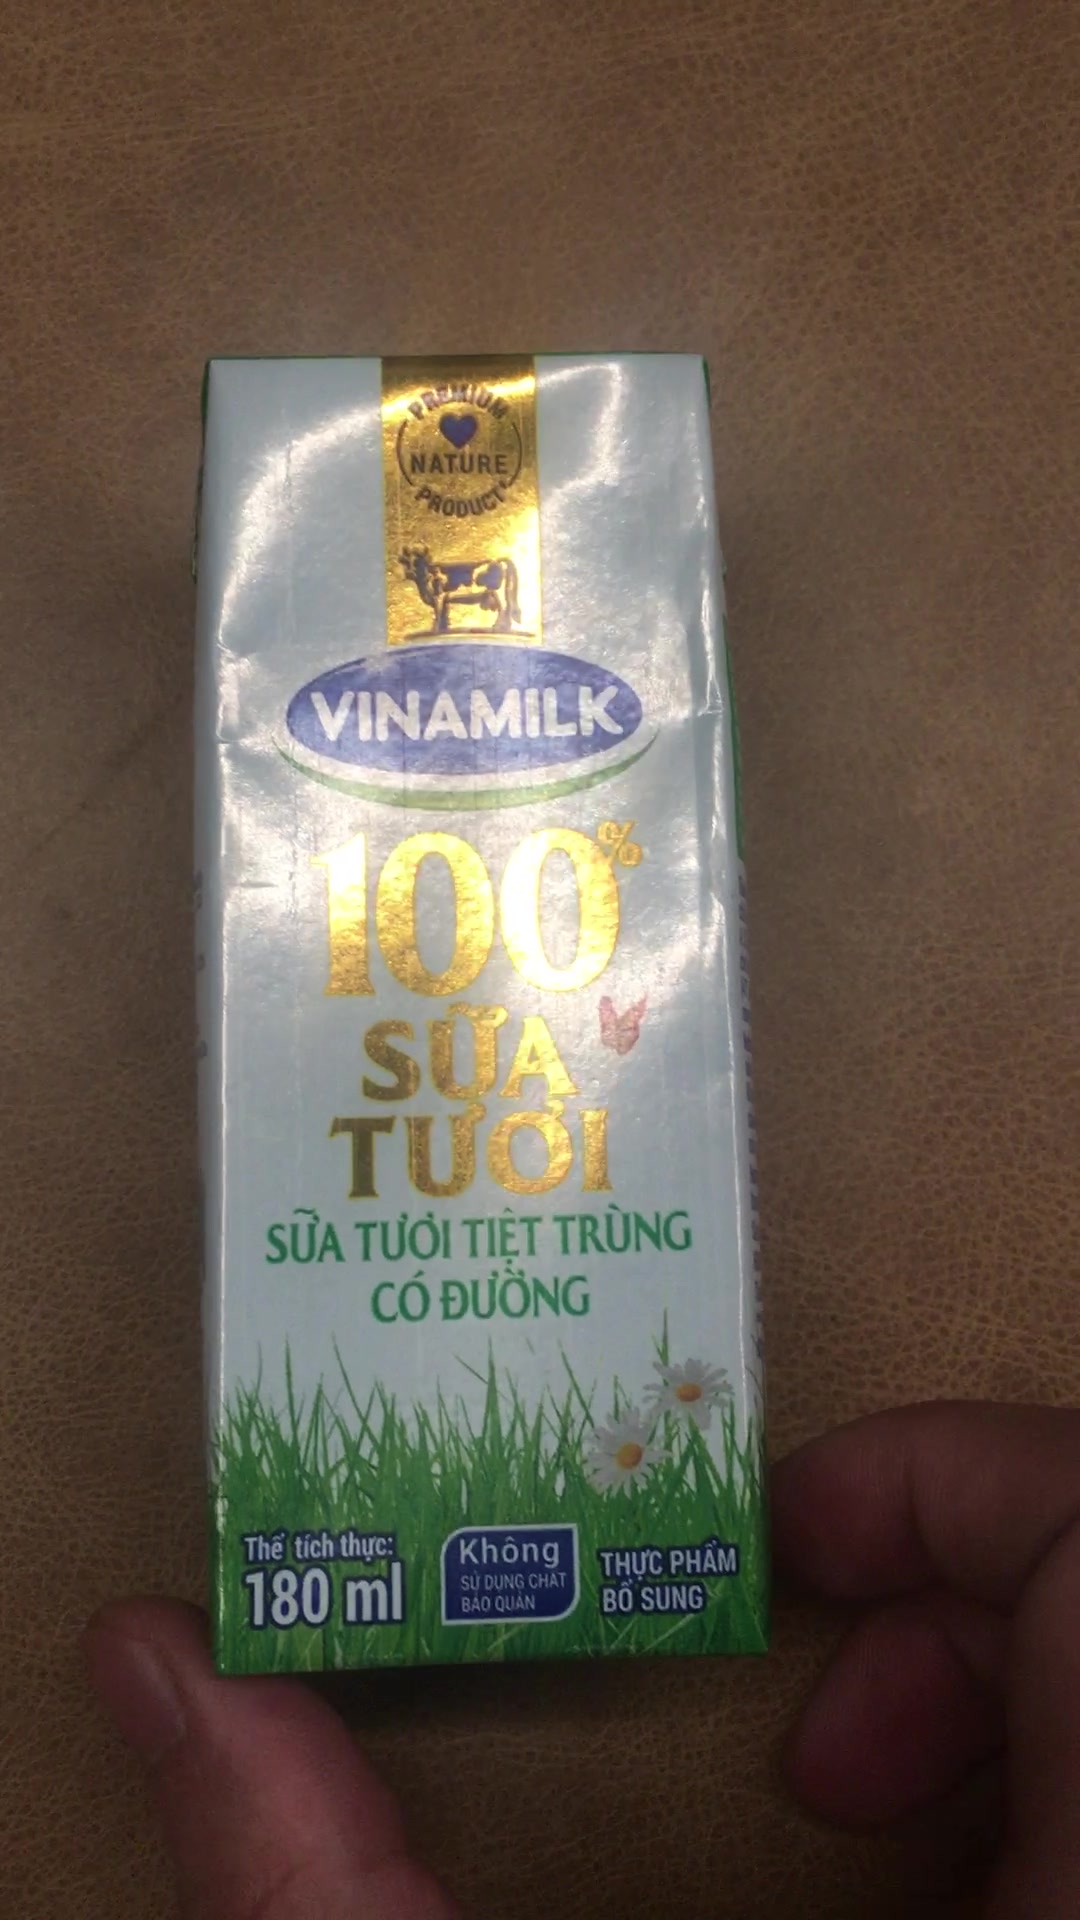 PREMIUM
NATURE
PRODUCT
VINAMILK
100%
SỮA
TƯƠI
SỮA TƯƠI TIỆT TRÙNG
CÓ ĐƯỜNG
Thể tích thực:
180 ml
Không
SỬ DỤNG CHẤT
BẢO QUẢN
THỰC PHẨM
BỔ SUNG